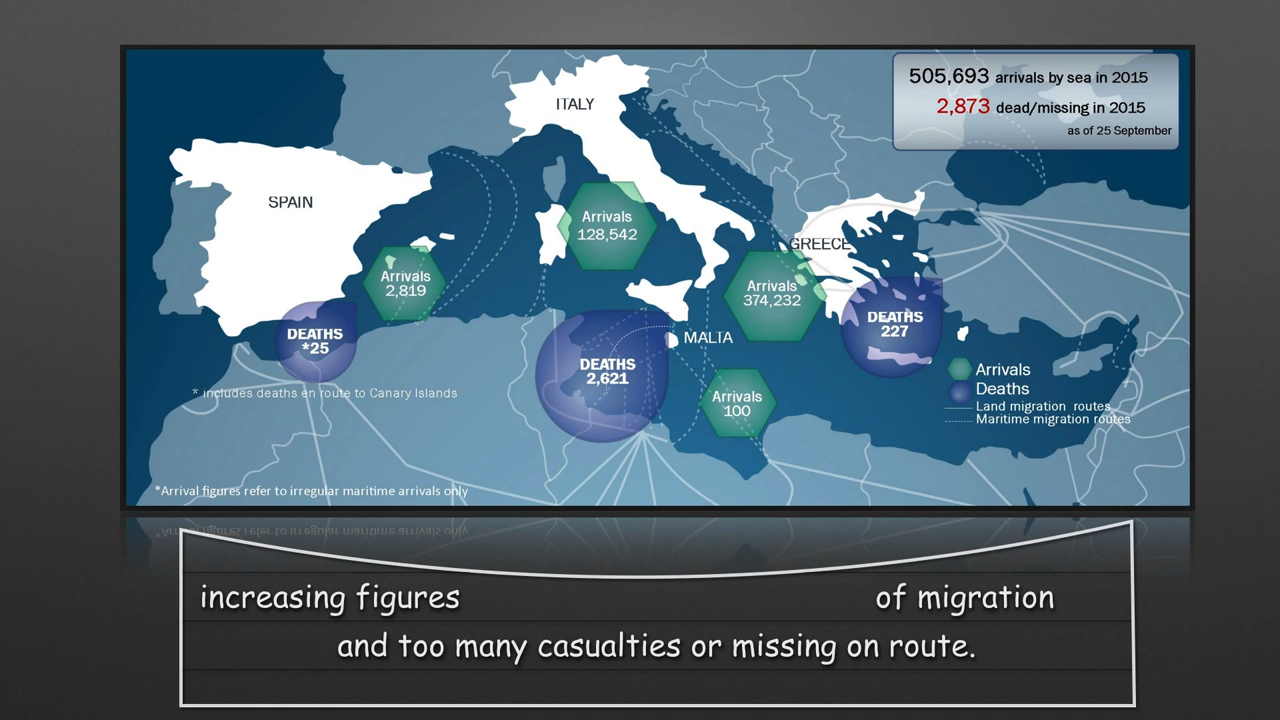 505,693 arrivals by sea in 2015
2,873 dead/missing in 2015
as of 25 September
ITALY
SPAIN
Arrivals
128,542
GREECE
Arrivals
2,819
Arrivals
374,232
DEATHS
*25
DEATHS
227
MALTA
DEATHS
2,621
Arrivals
100
* includes deaths en route to Canary Islands
Arrivals
Deaths
Land migration routes
Maritime migration routes
*Arrival figures refer to irregular maritime arrivals only
increasing figures of migration
and too many casualties or missing on route.